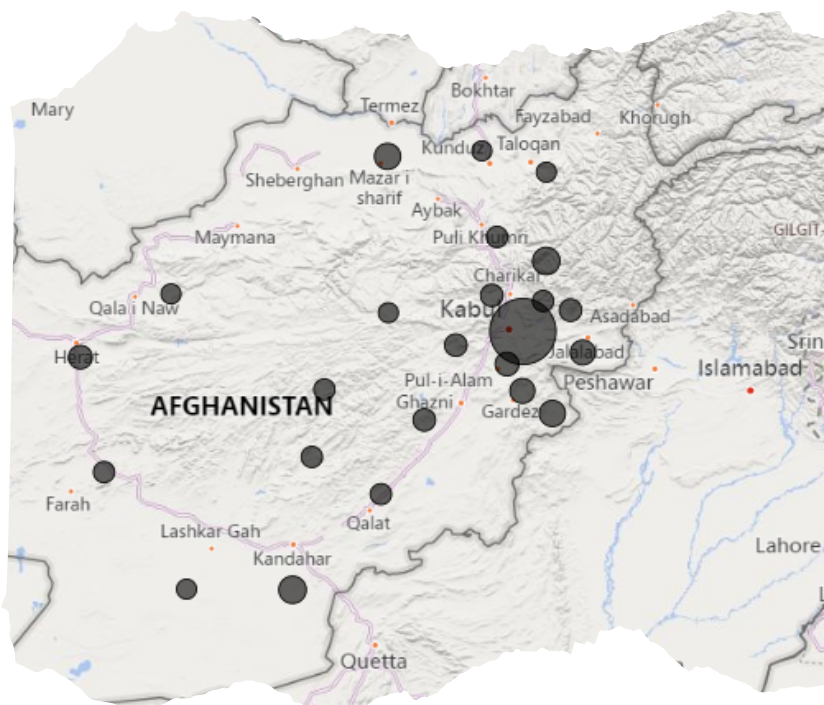 Mary
Termez
Bokhtar
Fayzabad
Khorugh
Kunduz
Taloqan
Sheberghan
Mazar i
sharif
Aybak
Maymana
Puli Khumri
GILGIT-
Charikar
Qala i Naw
Kabul
Asadabad
Herat
Jalalabad
Srin
Islamabad
Pul-i-Alam
Peshawar
AFGHANISTAN
Ghazni
Gardez
Farah
Qalat
Lashkar Gah
Kandahar
Lahore
L
Quetta